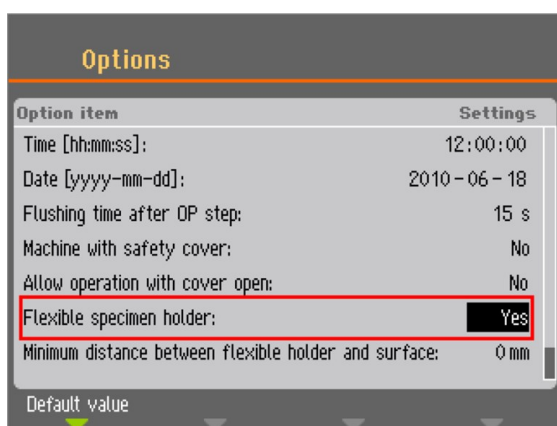 Options
Option item Settings
Time [hh:mm:ss]: 12:00:00
Date [yyyy-mm-dd]: 2010-06-18
Flushing time after OP step: 15 s
Machine with safety cover: No
Allow operation with cover open: No
Flexible specimen holder: Yes
Minimum distance between flexible holder and surface: 0 mm
Default value